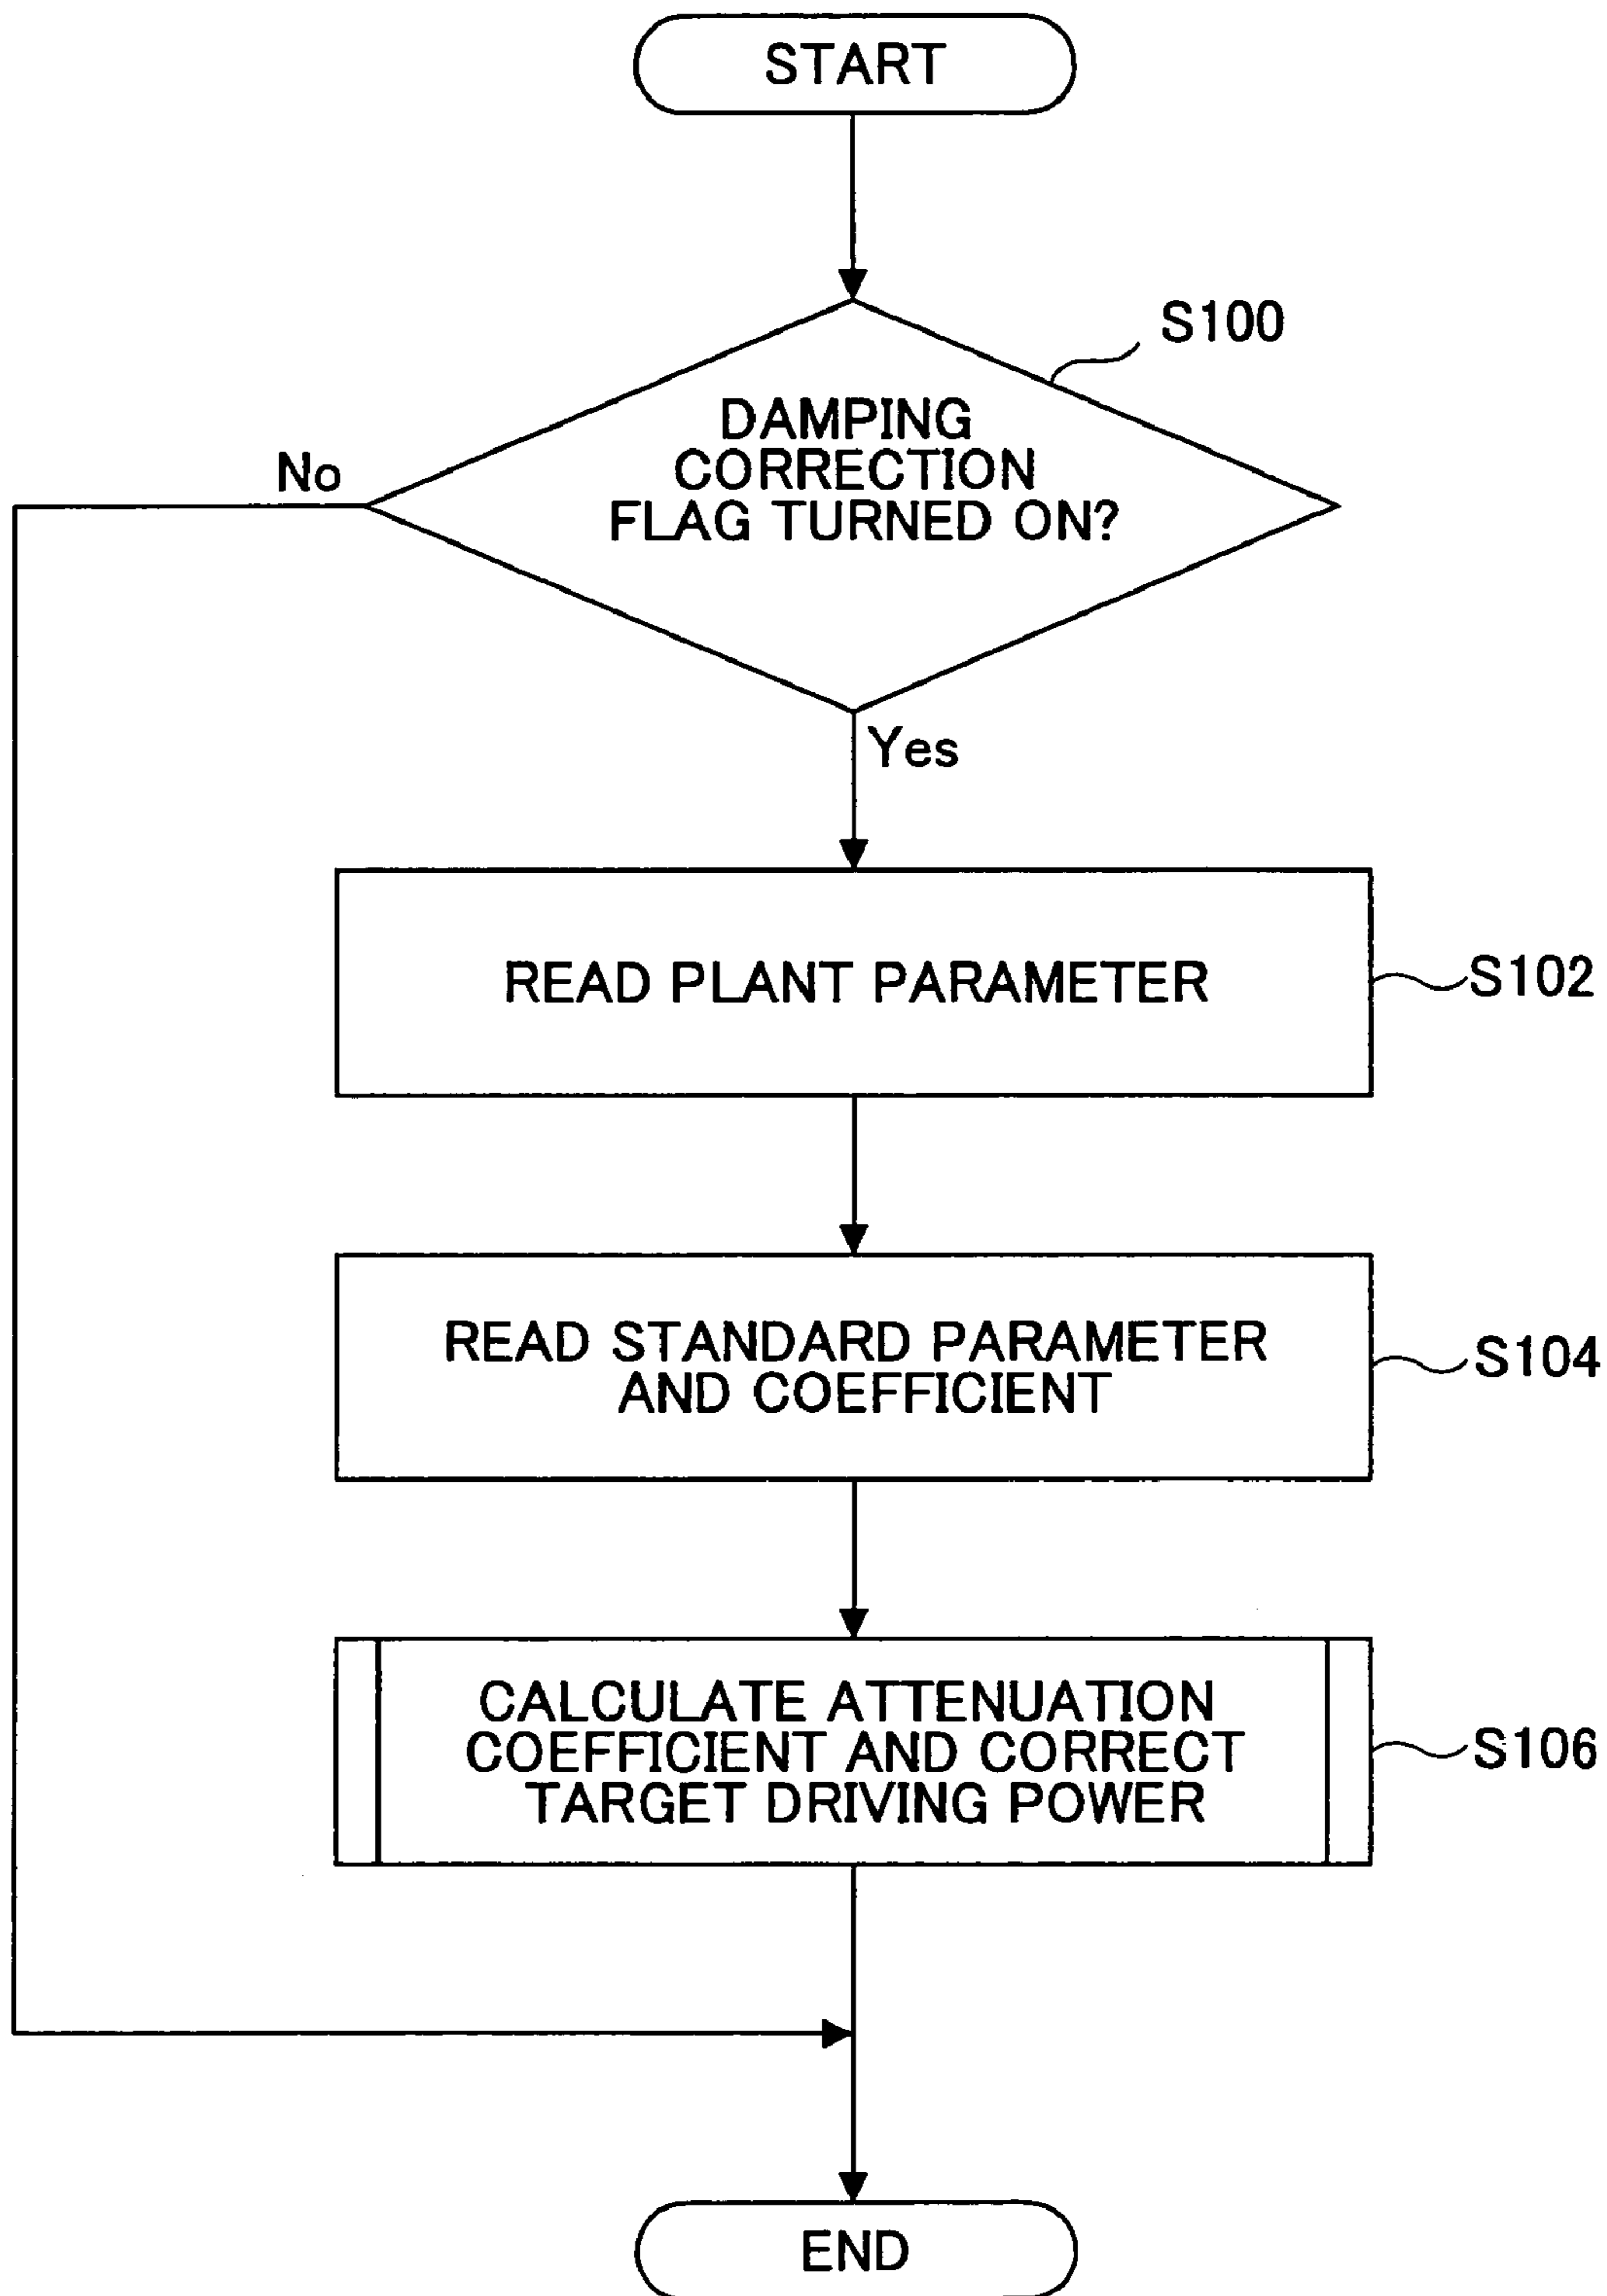 START
S100
DAMPING
CORRECTION
FLAG TURNED ON?
No
Yes
READ PLANT PARAMETER
S102
READ STANDARD PARAMETER
AND COEFFICIENT
S104
CALCULATE ATTENUATION
COEFFICIENT AND CORRECT
TARGET DRIVING POWER
S106
END